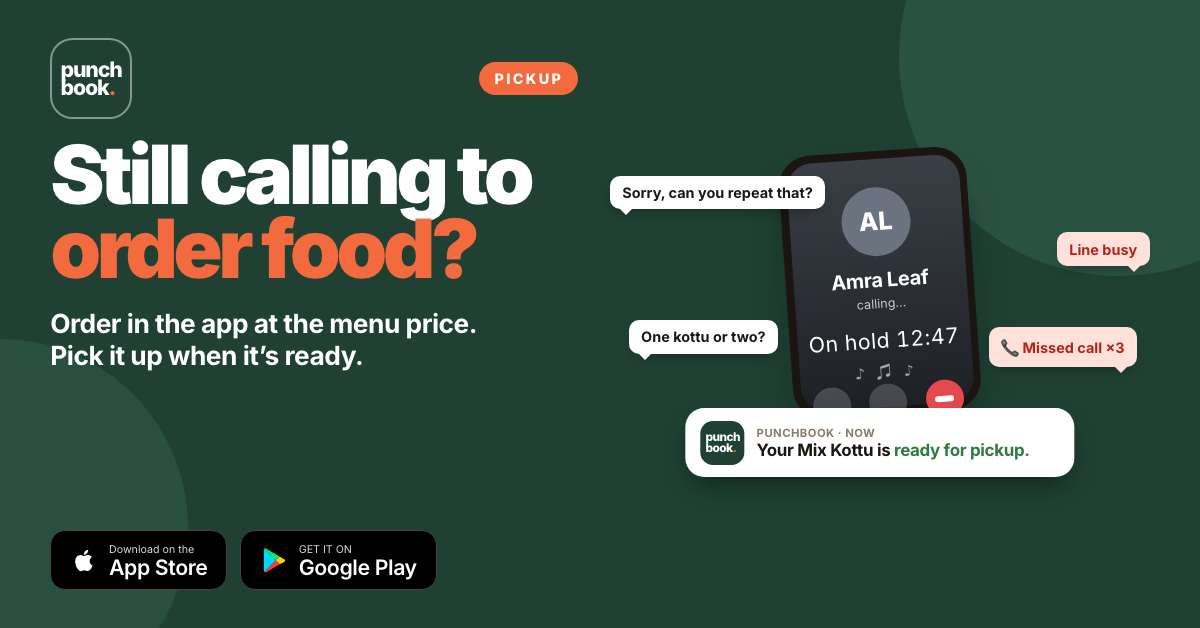 punch
book.
PICKUP
Still calling to
order food?
Order in the app at the menu price.
Pick it up when it’s ready.
Download on the
App Store
GET IT ON
Google Play
Sorry, can you repeat that?
AL
Amra Leaf
calling...
Line busy
One kottu or two?
On hold 12:47
Missed call ×3
punch
book.
PUNCHBOOK · NOW
Your Mix Kottu is ready for pickup.